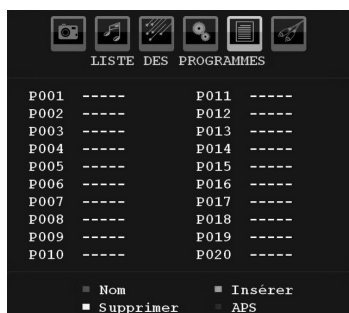 LISTE DES PROGRAMMES
P001 ----- P011 -----
P002 ----- P012 -----
P003 ----- P013 -----
P004 ----- P014 -----
P005 ----- P015 -----
P006 ----- P016 -----
P007 ----- P017 -----
P008 ----- P018 -----
P009 ----- P019 -----
P010 ----- P020 -----
Nom Insérer
Supprimer APS